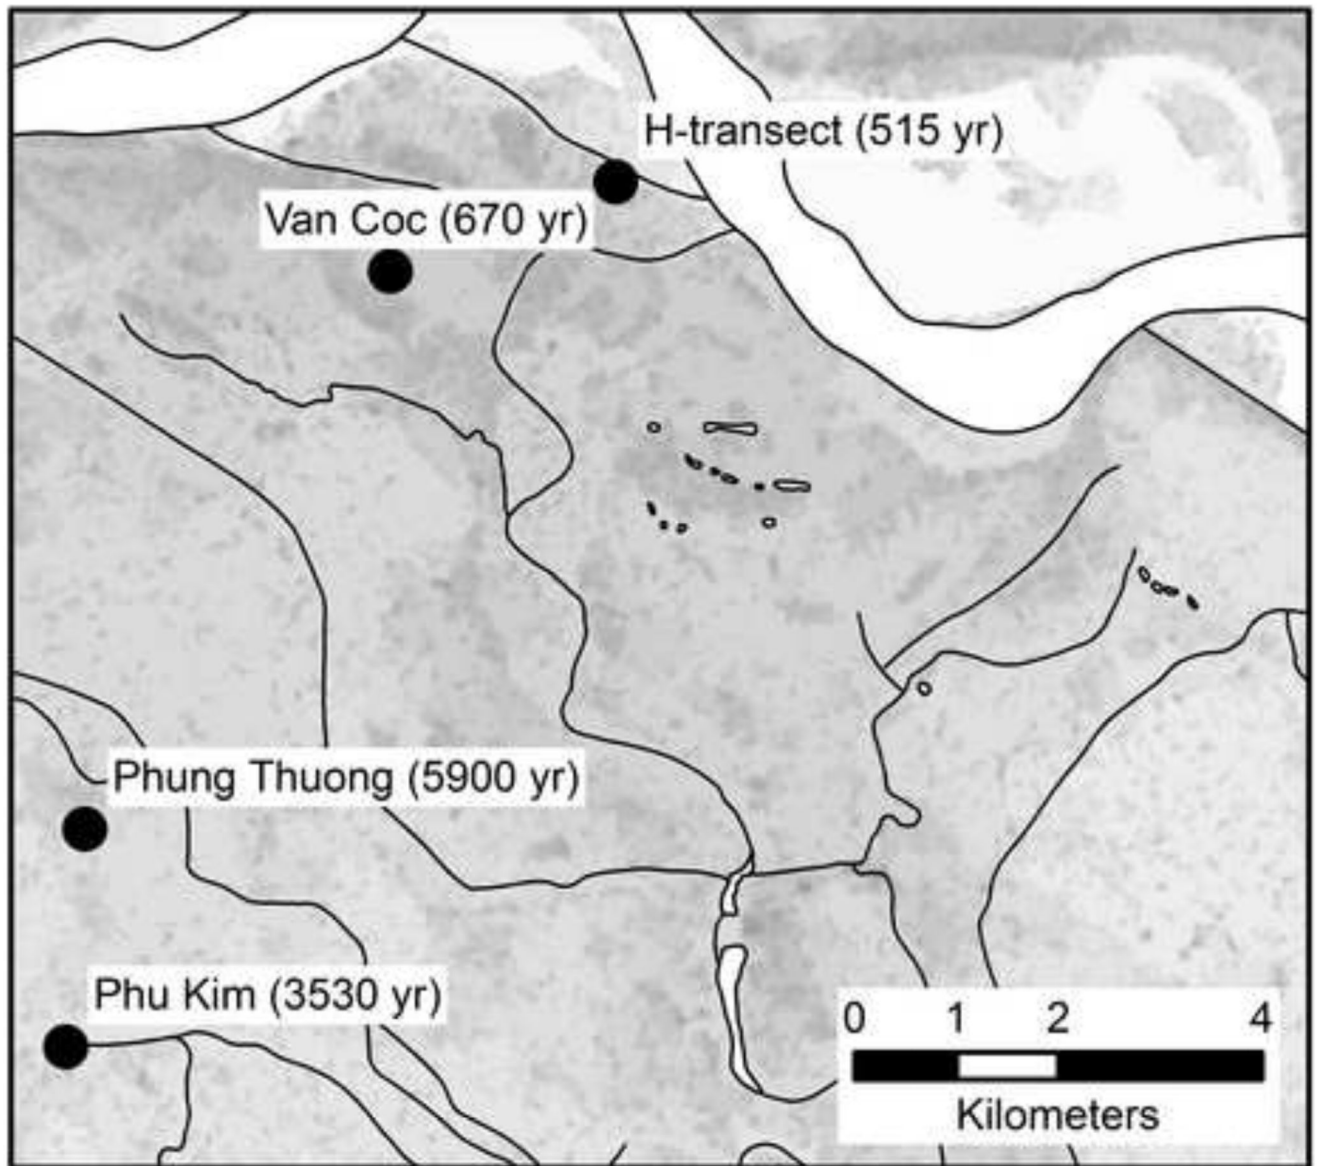 H-transect (515 yr)
Van Coc (670 yr)
Phung Thuong (5900 yr)
Phu Kim (3530 yr)
0 1 2 4
Kilometers